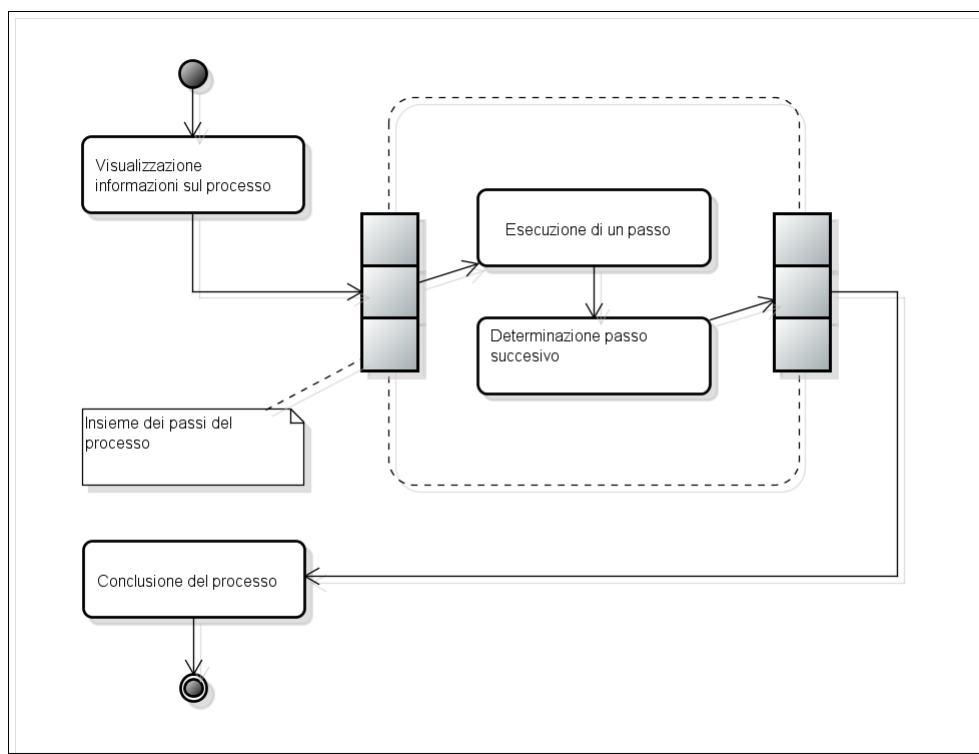 Visualizzazione
informazioni sul processo
Esecuzione di un passo
Determinazione passo
succesivo
Insieme dei passi del
processo
Conclusione del processo